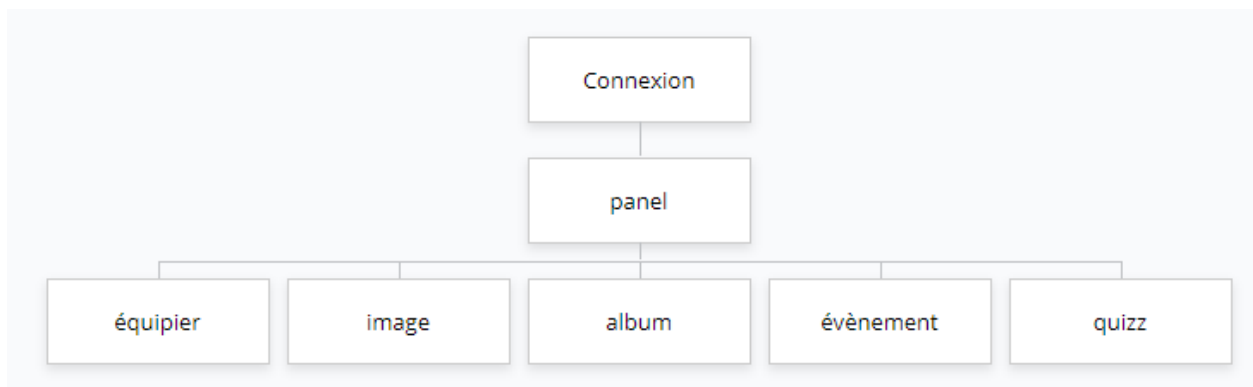 Connexion
panel
équipier
image
album
évènement
quizz